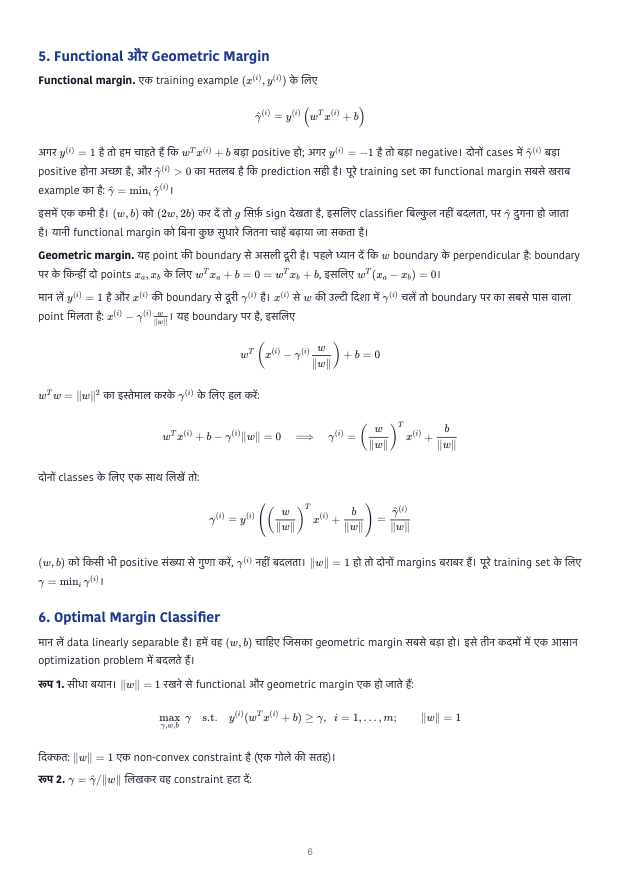 5. Functional और Geometric Margin
Functional margin. एक training example (x^{(i)}, y^{(i)}) के लिए
γ̂^{(i)} = y^{(i)} (w^T x^{(i)} + b)
अगर y^{(i)} = 1 है तो हम चाहते हैं कि w^T x^{(i)} + b बड़ा positive हो; अगर y^{(i)} = −1 है तो बड़ा negative। दोनों cases में γ̂^{(i)} बड़ा
positive होना अच्छा है, और γ̂^{(i)} > 0 का मतलब है कि prediction सही है। पूरे training set का functional margin सबसे खराब
example का है: γ̂ = min_i γ̂^{(i)}।
इसमें एक कमी है। (w, b) को (2w, 2b) कर दें तो g सिर्फ़ sign देखता है, इसलिए classifier बिल्कुल नहीं बदलता, पर γ̂ दुगना हो जाता
है। यानी functional margin को बिना कुछ सुधारे जितना चाहें बढ़ाया जा सकता है।
Geometric margin. यह point की boundary से असली दूरी है। पहले ध्यान दें कि w boundary के perpendicular है: boundary
पर के किन्हीं दो points x_a, x_b के लिए w^T x_a + b = 0 = w^T x_b + b, इसलिए w^T (x_a − x_b) = 0।
मान लें y^{(i)} = 1 है और x^{(i)} की boundary से दूरी γ^{(i)} है। x^{(i)} से w की उल्टी दिशा में γ^{(i)} चलें तो boundary पर का सबसे पास वाला
point मिलता है: x^{(i)} − γ^{(i)} \frac{w}{‖w‖}। यह boundary पर है, इसलिए
w^T (x^{(i)} − γ^{(i)} \frac{w}{‖w‖}) + b = 0
w^T w = ‖w‖^2 का इस्तेमाल करके γ^{(i)} के लिए हल करें:
w^T x^{(i)} + b − γ^{(i)}‖w‖ = 0 ⟹ γ^{(i)} = (\frac{w}{‖w‖})^T x^{(i)} + \frac{b}{‖w‖}
दोनों classes के लिए एक साथ लिखें तो:
γ^{(i)} = y^{(i)} ((\frac{w}{‖w‖})^T x^{(i)} + \frac{b}{‖w‖}) = \frac{γ̂^{(i)}}{‖w‖}
(w, b) को किसी भी positive संख्या से गुणा करें, γ^{(i)} नहीं बदलता। ‖w‖ = 1 हो तो दोनों margins बराबर हैं। पूरे training set के लिए
γ = min_i γ^{(i)}।
6. Optimal Margin Classifier
मान लें data linearly separable है। हमें वह (w, b) चाहिए जिसका geometric margin सबसे बड़ा हो। इसे तीन कदमों में एक आसान
optimization problem में बदलते हैं।
रूप 1. सीधा बयान। ‖w‖ = 1 रखने से functional और geometric margin एक हो जाते हैं:
max_{γ,w,b} γ s.t. y^{(i)}(w^T x^{(i)} + b) ≥ γ, i = 1, . . . , m; ‖w‖ = 1
दिक्कत: ‖w‖ = 1 एक non-convex constraint है (एक गोले की सतह)।
रूप 2. γ = γ̂/‖w‖ लिखकर वह constraint हटा दें:
6